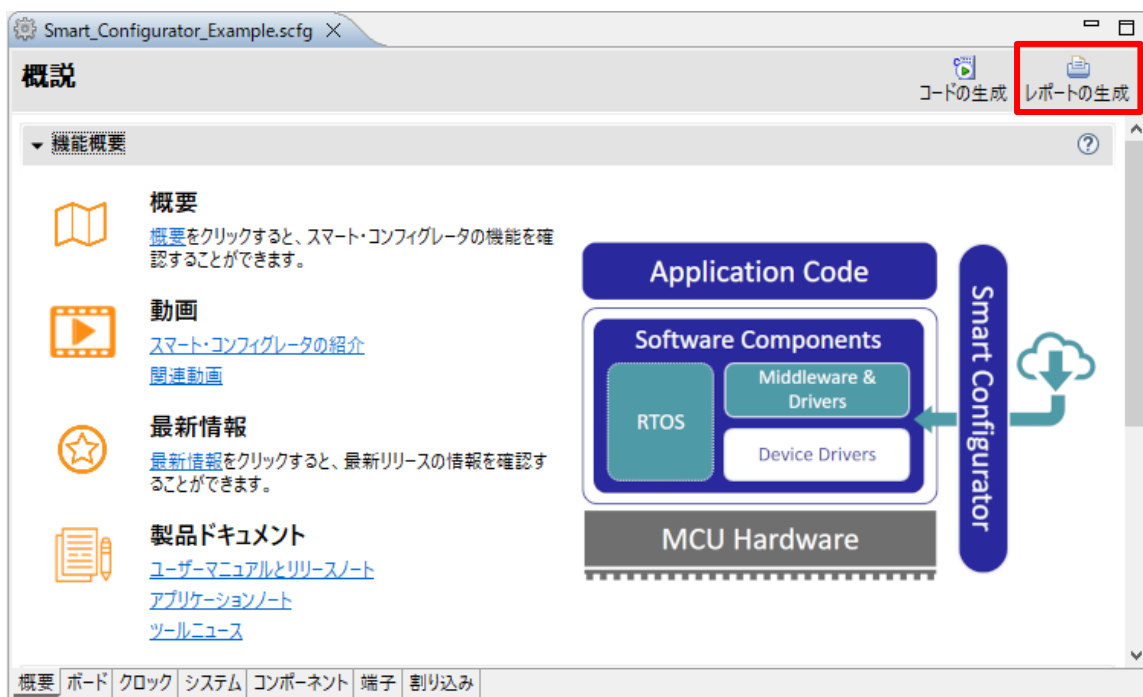 Smart_Configurator_Example.scfg
概説
コードの生成
レポートの生成
機能概要
概要
概要をクリックすると、スマート・コンフィグレータの機能を確
認することができます。
動画
スマート・コンフィグレータの紹介
関連動画
最新情報
最新情報をクリックすると、最新リリースの情報を確認す
ることができます。
製品ドキュメント
ユーザーマニュアルとリリースノート
アプリケーションノート
ツールニュース
Application Code
Software Components
RTOS
Middleware &
Drivers
Device Drivers
MCU Hardware
Smart Configurator
概要 ボード クロック システム コンポーネント 端子 割り込み